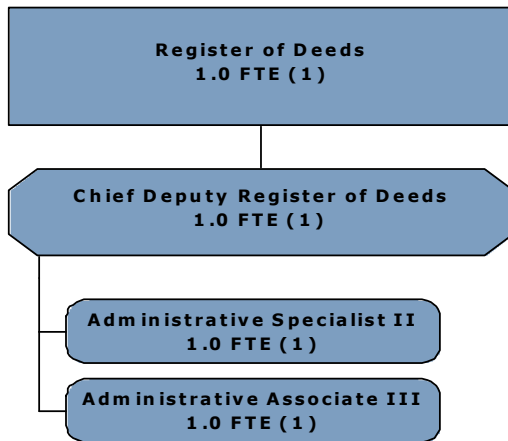 Register of Deeds
1.0 FTE (1)
Chief Deputy Register of Deeds
1.0 FTE (1)
Administrative Specialist II
1.0 FTE (1)
Administrative Associate III
1.0 FTE (1)